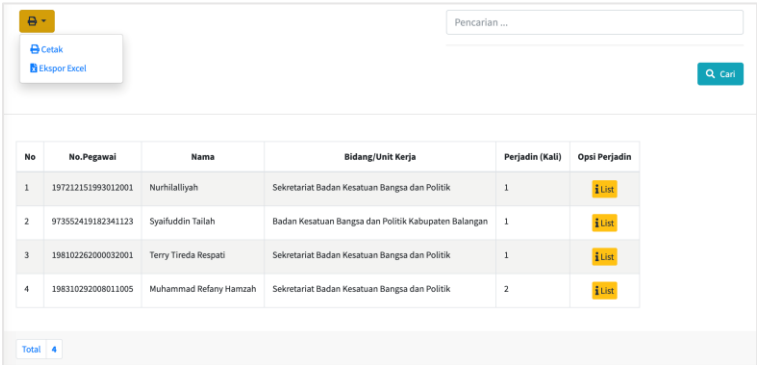 Pencarian ...
Cetak
Ekspor Excel
Cari
No No.Pegawai Nama Bidang/Unit Kerja Perjadin (Kali) Opsi Perjadin
1 197212151993012001 Nurhilalliyah Sekretariat Badan Kesatuan Bangsa dan Politik 1 List
2 973552419182341123 Syaifuddin Tailah Badan Kesatuan Bangsa dan Politik Kabupaten Balangan 1 List
3 198102262000032001 Terry Tireda Respati Sekretariat Badan Kesatuan Bangsa dan Politik 1 List
4 198310292008011005 Muhammad Refany Hamzah Sekretariat Badan Kesatuan Bangsa dan Politik 2 List
Total 4